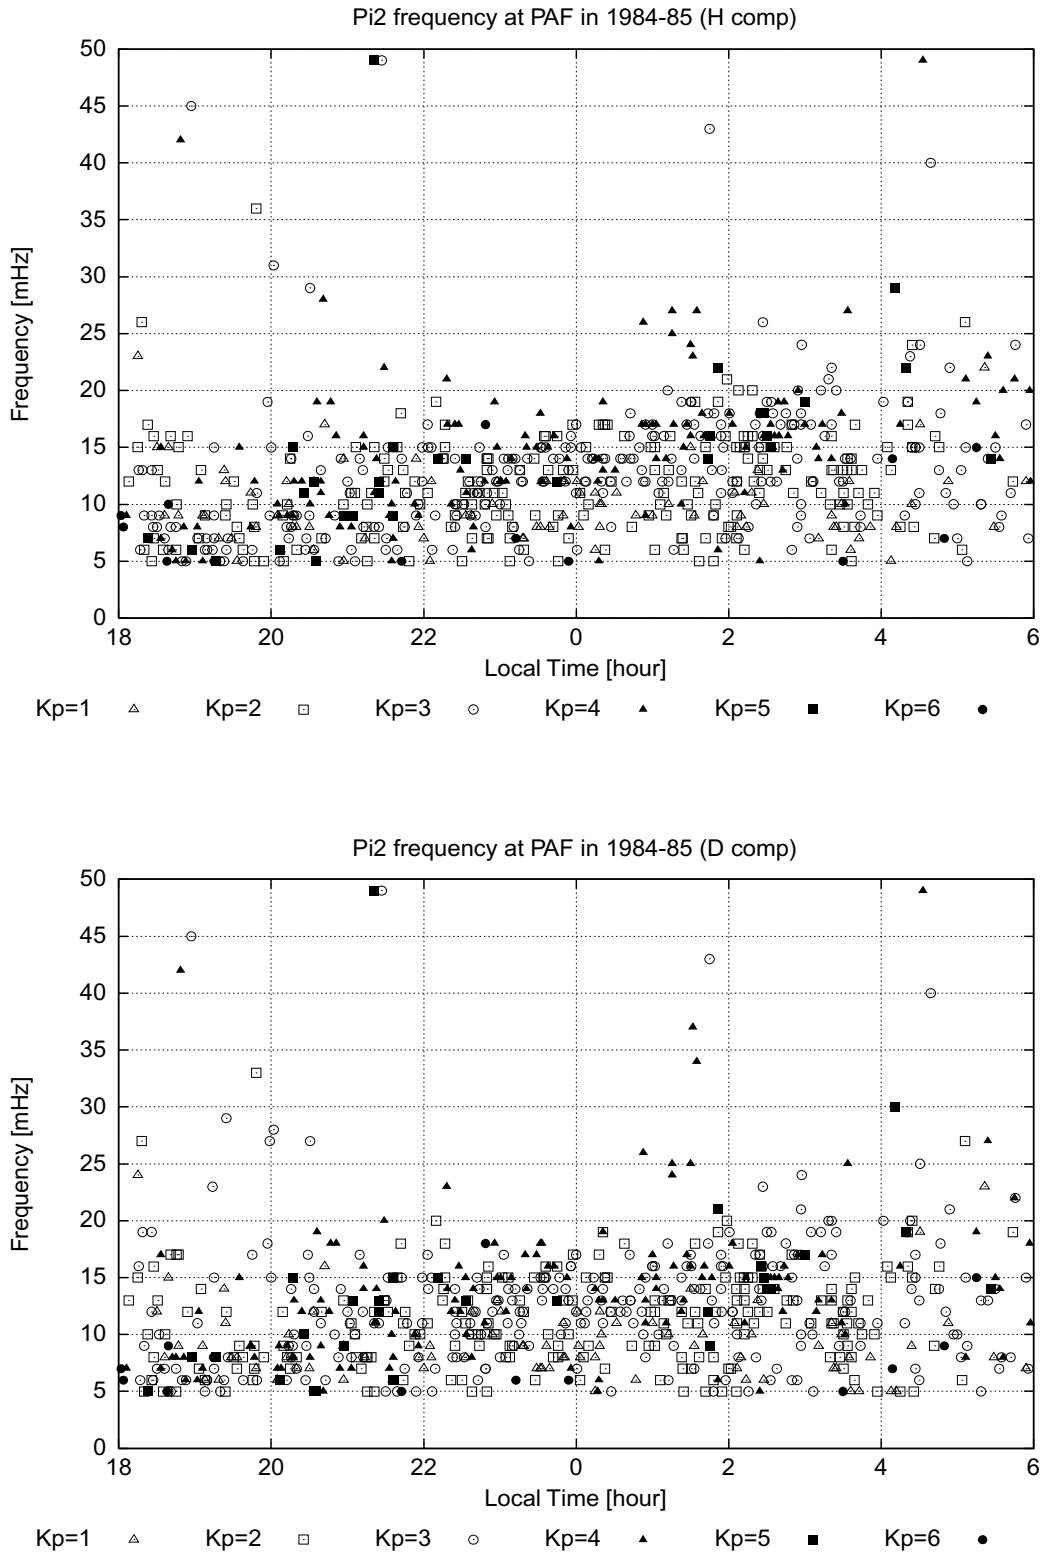 Pi2 frequency at PAF in 1984-85 (H comp)
50
45
40
35
30
25
20
15
10
5
0
Frequency [mHz]
18 20 22 0 2 4 6
Local Time [hour]
Kp=1 Kp=2 Kp=3 Kp=4 Kp=5 Kp=6
Pi2 frequency at PAF in 1984-85 (D comp)
50
45
40
35
30
25
20
15
10
5
0
Frequency [mHz]
18 20 22 0 2 4 6
Local Time [hour]
Kp=1 Kp=2 Kp=3 Kp=4 Kp=5 Kp=6